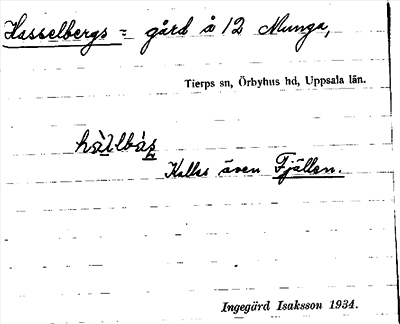 Hasselbergs = gård å 12 Munga,
Tierps sn, Örbyhus hd, Uppsala län.
Kallas även Fjällen.
Ingegärd Isaksson 1934.